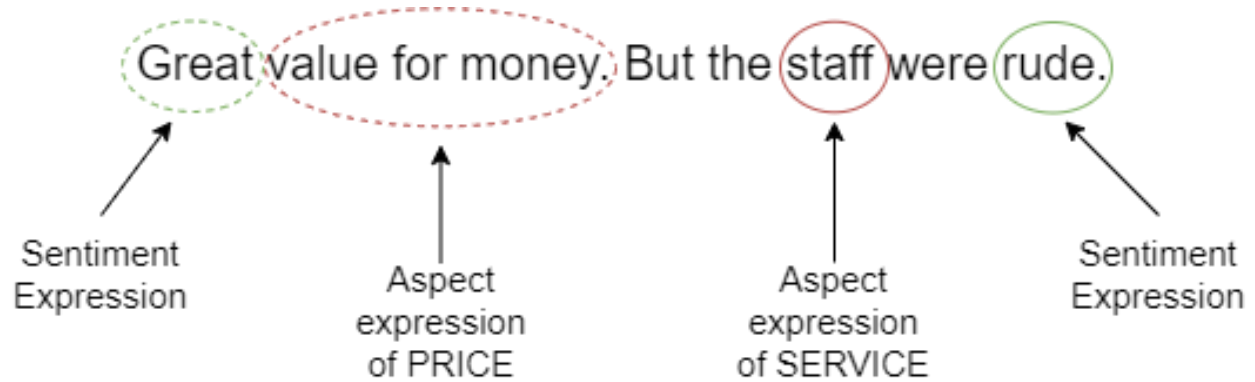 Great value for money. But the staff were rude.
Sentiment
Expression
Aspect
expression
of PRICE
Aspect
expression
of SERVICE
Sentiment
Expression